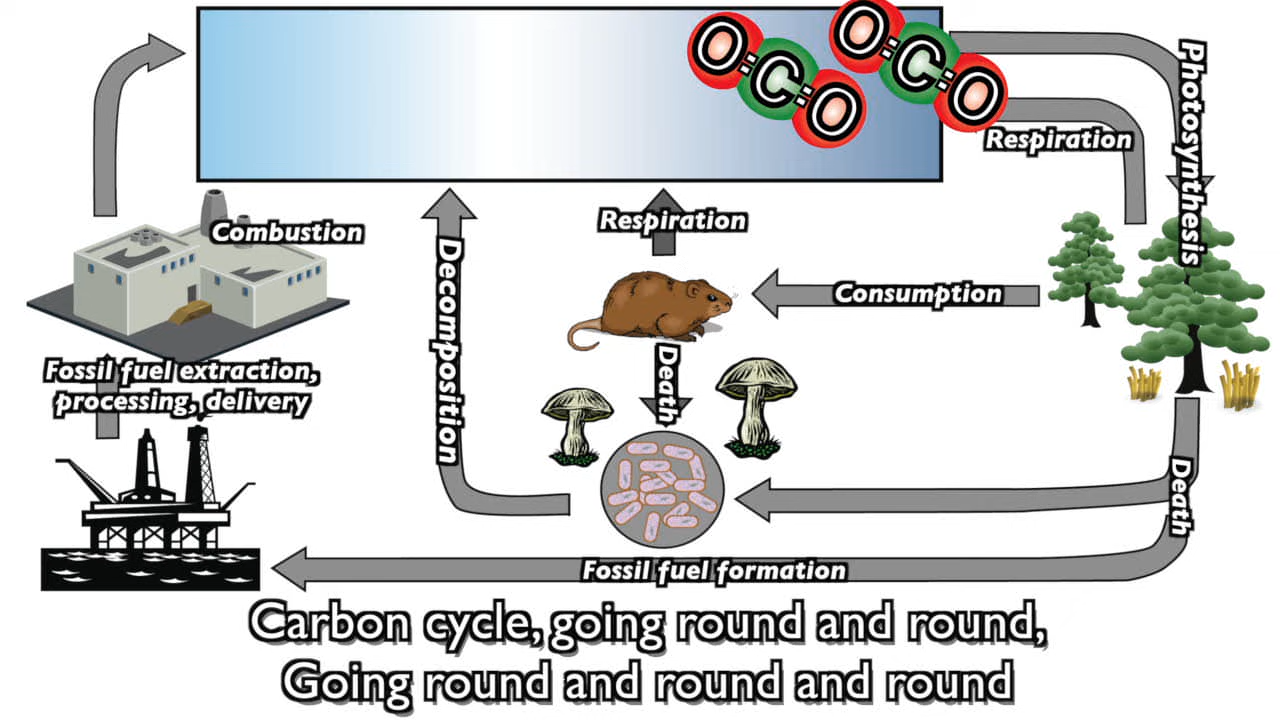 O:C:O
O:C:O
Photosynthesis
Respiration
Combustion
Respiration
Decomposition
Consumption
Fossil fuel extraction,
processing, delivery
Death
Death
Fossil fuel formation
Carbon cycle, going round and round,
Going round and round and round